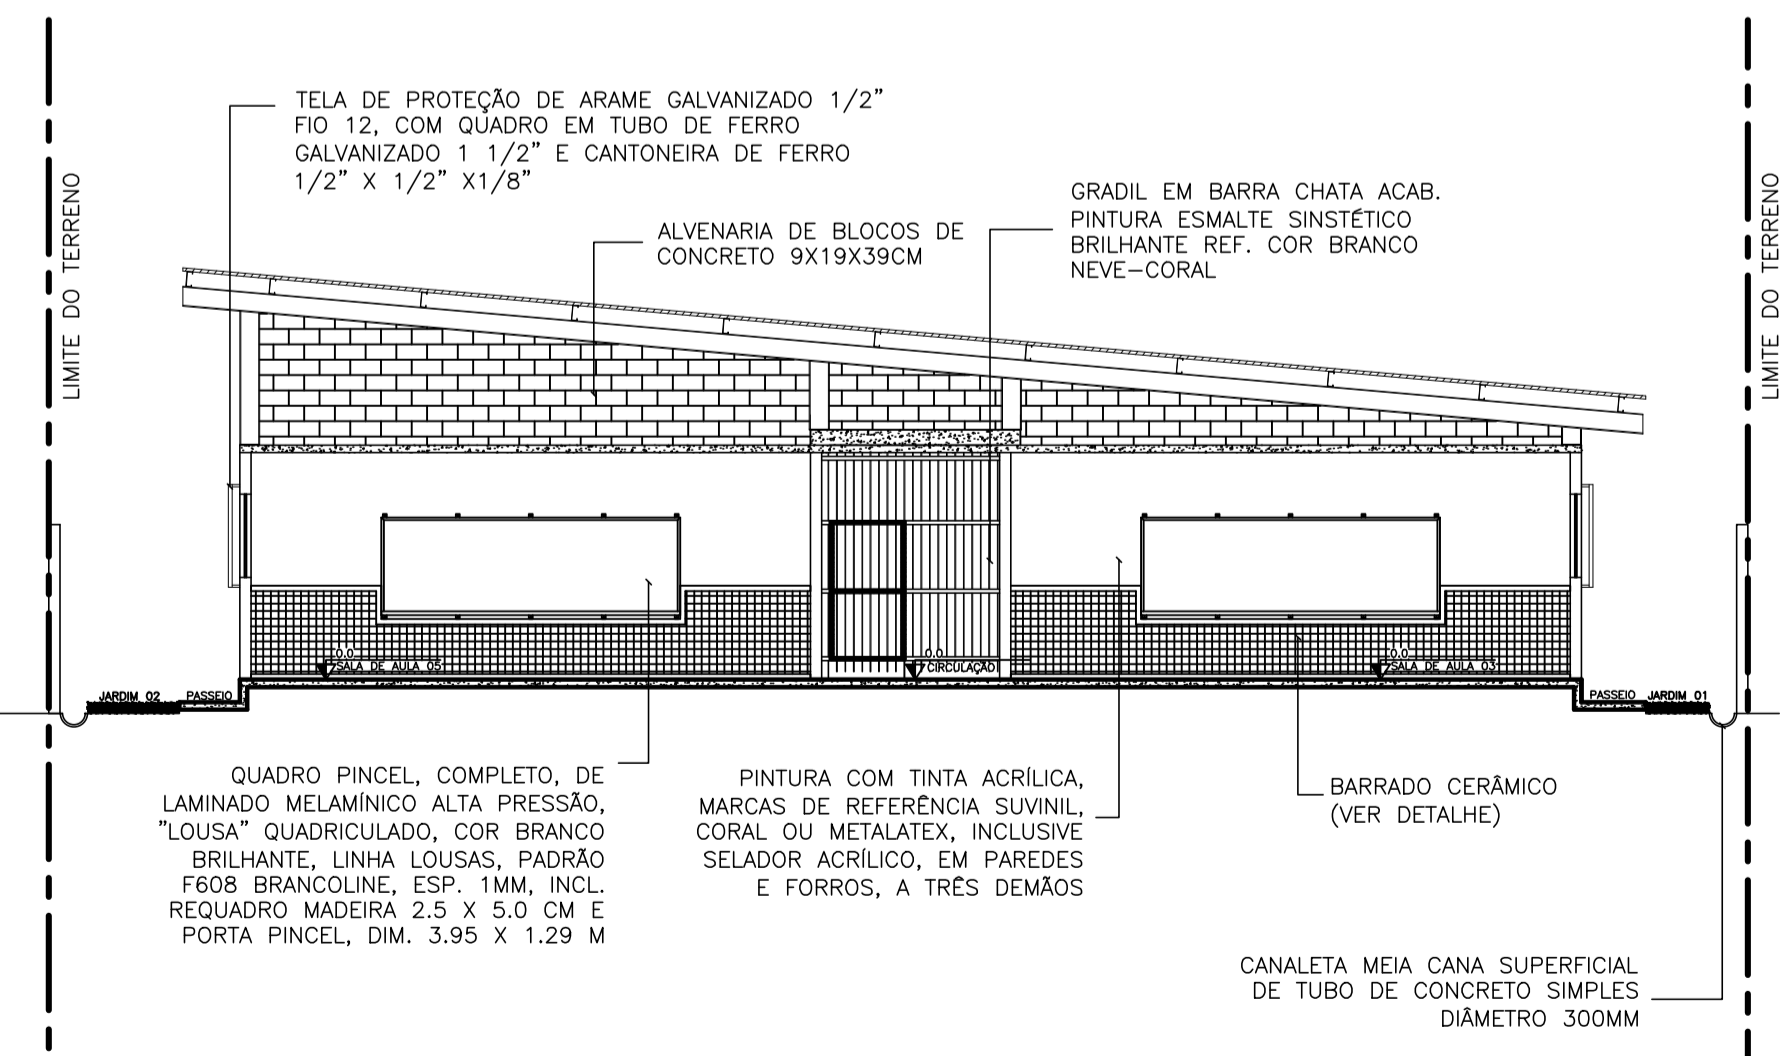 TELA DE PROTEÇÃO DE ARAME GALVANIZADO 1/2”
FIO 12, COM QUADRO EM TUBO DE FERRO
GALVANIZADO 1 1/2” E CANTONEIRA DE FERRO
1/2” X 1/2” X1/8”
LIMITE DO TERRENO
ALVENARIA DE BLOCOS DE
CONCRETO 9X19X39CM
GRADIL EM BARRA CHATA ACAB.
PINTURA ESMALTE SINSTÉTICO
BRILHANTE REF. COR BRANCO
NEVE-CORAL
LIMITE DO TERRENO
0.0
SALA DE AULA 05
0.0
CIRCULAÇÃO
0.0
SALA DE AULA 03
JARDIM 02
PASSEIO
PASSEIO
JARDIM 01
QUADRO PINCEL, COMPLETO, DE
LAMINADO MELAMÍNICO ALTA PRESSÃO,
”LOUSA” QUADRICULADO, COR BRANCO
BRILHANTE, LINHA LOUSAS, PADRÃO
F608 BRANCOLINE, ESP. 1MM, INCL.
REQUADRO MADEIRA 2.5 X 5.0 CM E
PORTA PINCEL, DIM. 3.95 X 1.29 M
PINTURA COM TINTA ACRÍLICA,
MARCAS DE REFERÊNCIA SUVINIL,
CORAL OU METALATEX, INCLUSIVE
SELADOR ACRÍLICO, EM PAREDES
E FORROS, A TRÊS DEMÃOS
BARRADO CERÂMICO
(VER DETALHE)
CANALETA MEIA CANA SUPERFICIAL
DE TUBO DE CONCRETO SIMPLES
DIÂMETRO 300MM